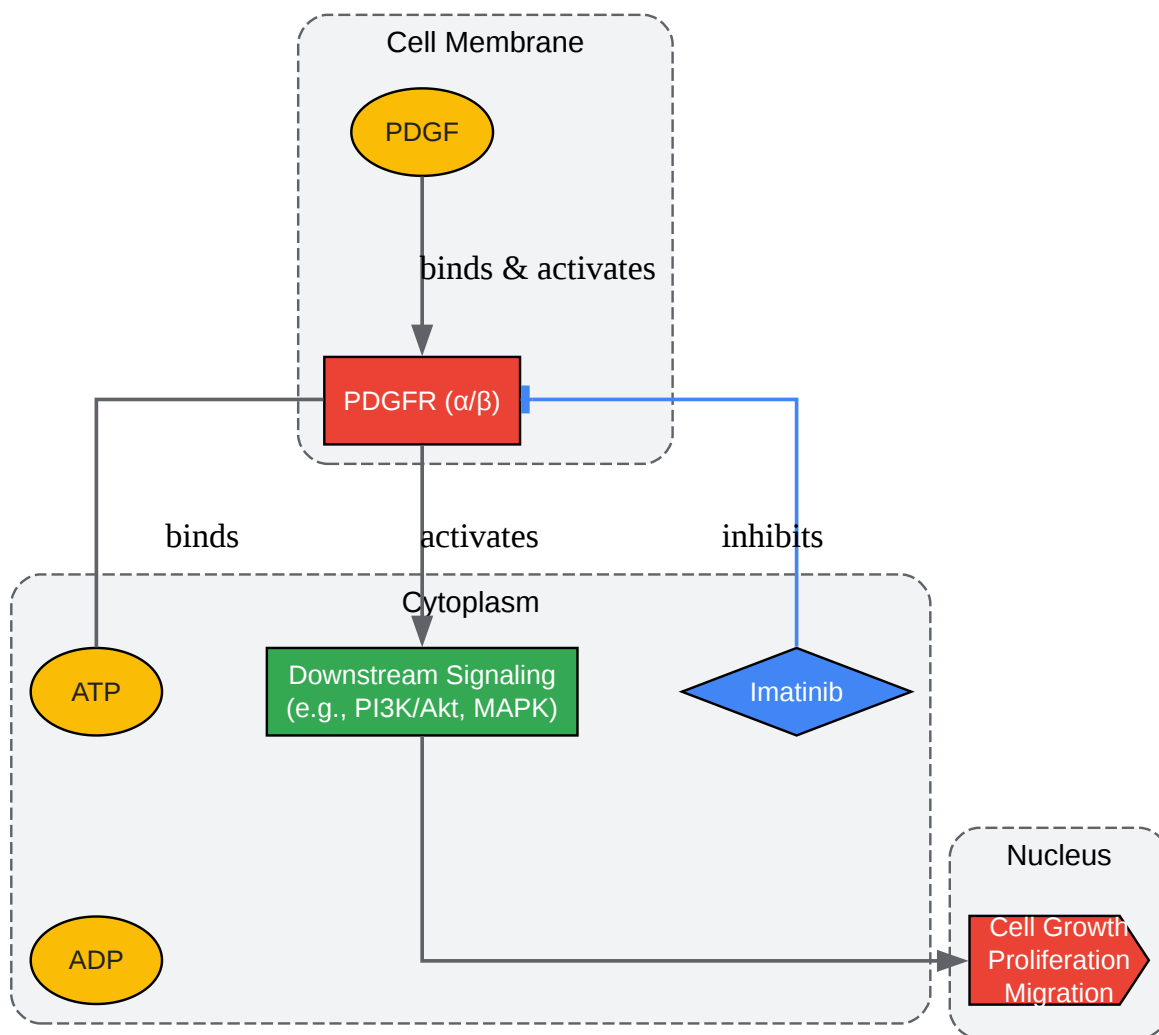 Cell Membrane
PDGF
binds & activates
PDGFR (α/β)
binds
activates
inhibits
Cytoplasm
ATP
Downstream Signaling
(e.g., PI3K/Akt, MAPK)
Imatinib
Nucleus
ADP
Cell Growth
Proliferation
Migration